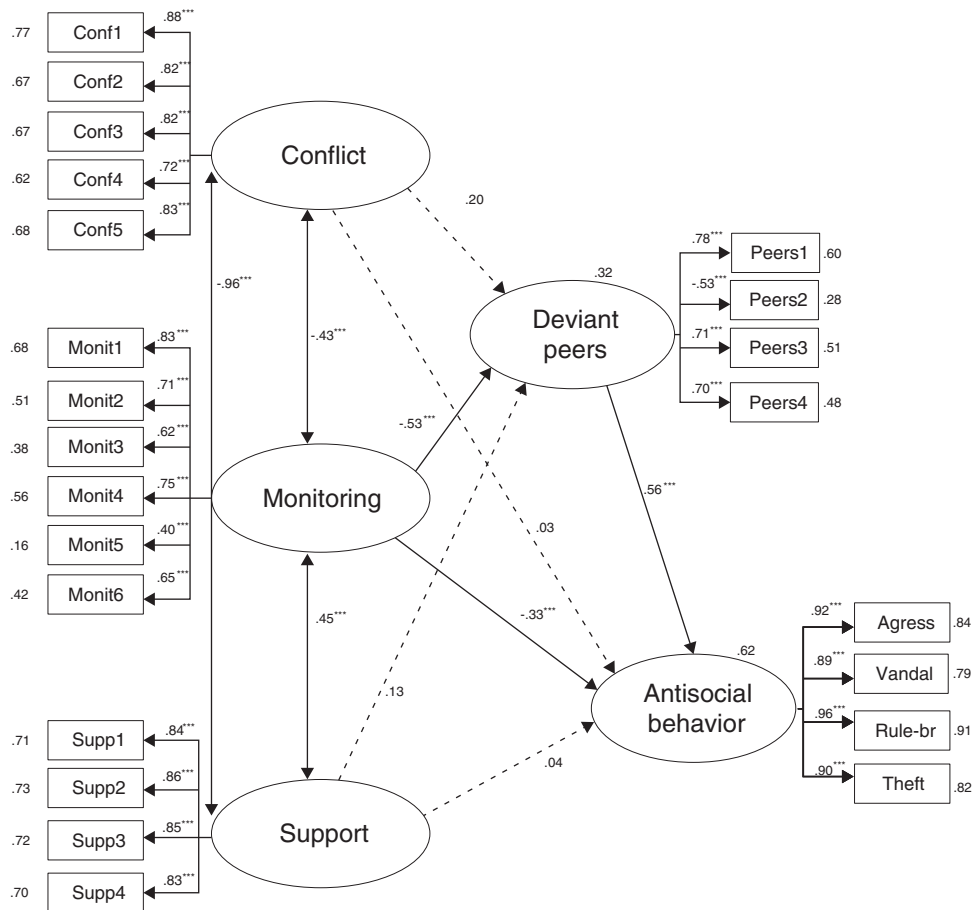 .77 Conf1 .88***
.67 Conf2 .82***
.67 Conf3 .82***
.62 Conf4 .72***
.68 Conf5 .83***
Conflict
.20
-.96***
-.43***
.32
Deviant
peers
.78*** Peers1 .60
-.53*** Peers2 .28
.71*** Peers3 .51
.70*** Peers4 .48
.68 Monit1 .83***
.51 Monit2 .71***
.38 Monit3 .62***
.56 Monit4 .75***
.16 Monit5 .40***
.42 Monit6 .65***
Monitoring
-.53***
.56***
.03
-.33***
.45***
.13
.04
.62
Antisocial
behavior
.92*** Agress .84
.89*** Vandal .79
.96*** Rule-br .91
.90*** Theft .82
.71 Supp1 .84***
.73 Supp2 .86***
.72 Supp3 .85***
.70 Supp4 .83***
Support